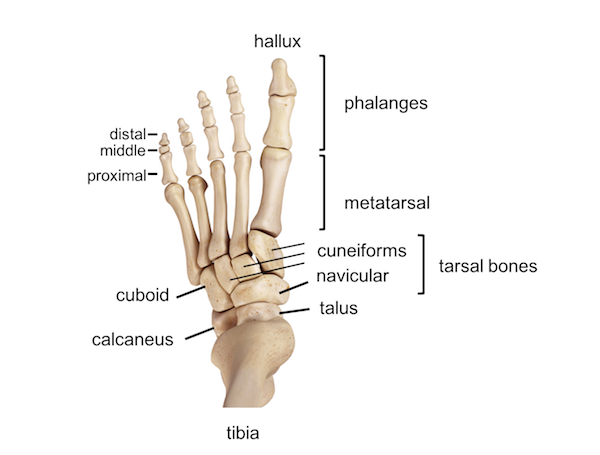 hallux
phalanges
distal
middle
proximal
metatarsal
cuneiforms
navicular
tarsal bones
cuboid
talus
calcaneus
tibia